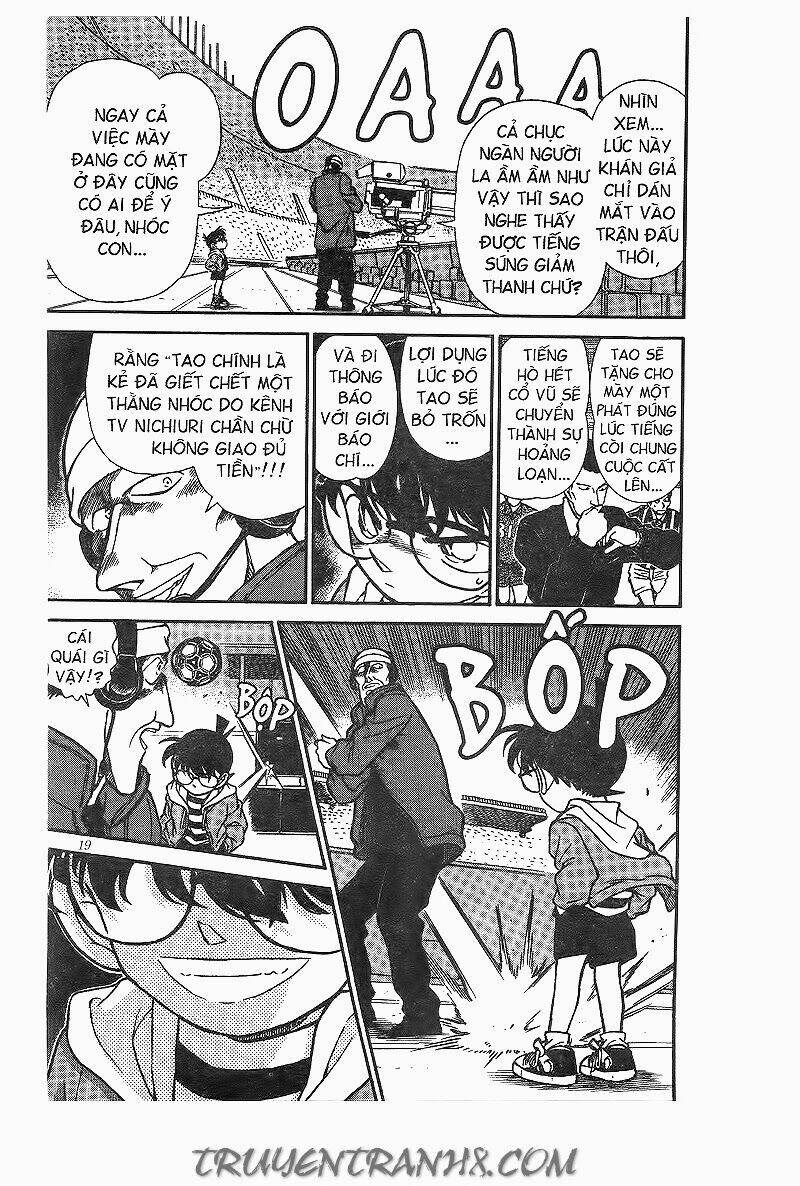 OAAA
NHÌN
XEM...
LÚC NÀY
KHÁN GIẢ
CHỈ DÁN
MẮT VÀO
TRẬN ĐẤU
THÔI,
CẢ CHỤC
NGÀN NGƯỜI
LA ẦM ẦM NHƯ
VẬY THÌ SAO
NGHE THẤY
ĐƯỢC TIẾNG
SÚNG GIẢM
THANH CHỨ?
NGAY CẢ
VIỆC MÀY
ĐANG CÓ MẶT
Ở ĐÂY CŨNG
CÓ AI ĐỂ Ý
ĐÂU, NHÓC
CON...
TAO SẼ
TẶNG CHO
MÀY MỘT
PHÁT ĐÚNG
LÚC TIẾNG
CÒI CHUNG
CUỘC CẤT
LÊN...
TIẾNG
HÒ HÉT
CỔ VŨ SẼ
CHUYỂN
THÀNH SỰ
HOẢNG
LOẠN...
LỢI DỤNG
LÚC ĐÓ
TAO SẼ
BỎ TRỐN
...
VÀ ĐI
THÔNG
BÁO
VỚI GIỚI
BÁO
CHÍ...
RẰNG "TAO CHÍNH LÀ
KẺ ĐÃ GIẾT CHẾT MỘT
THẰNG NHÓC DO KÊNH
TV NICHIURI CHẦN CHỪ
KHÔNG GIAO ĐỦ
TIỀN"!!!
BỐP
BỘP
CÁI
QUÁI GÌ
VẬY!?
19
TRUYENTRANH8.COM